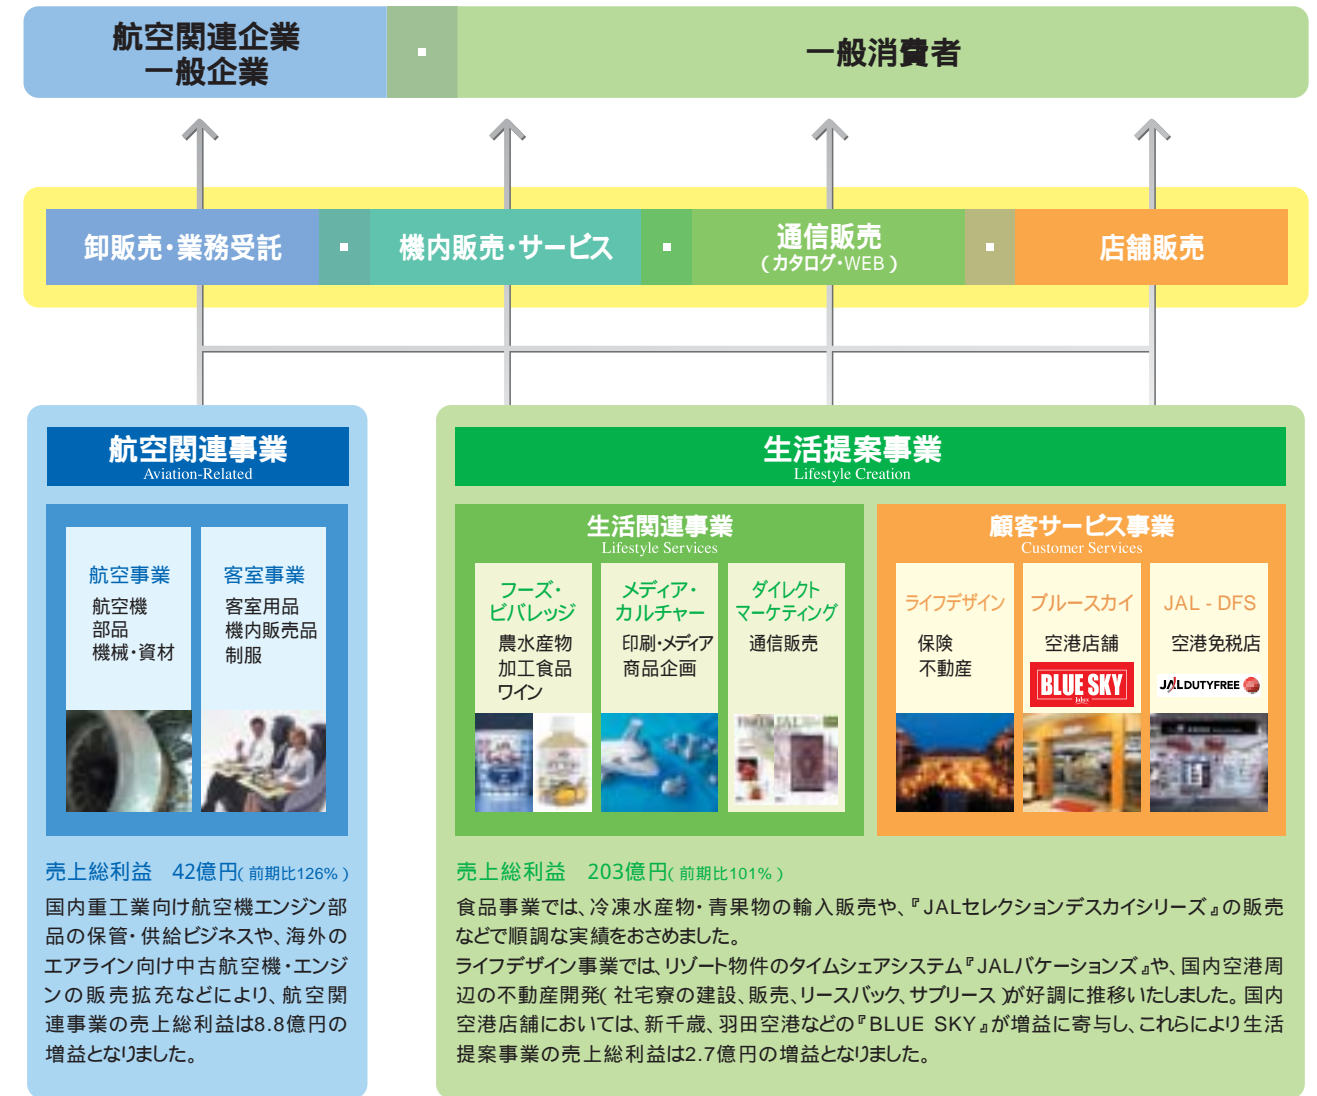 航空関連企業
一般企業
一般消費者
卸販売・業務受託
機内販売・サービス
通信販売
(カタログ・WEB)
店舗販売
航空関連事業
Aviation-Related
航空事業
航空機
部品
機械・資材
客室事業
客室用品
機内販売品
制服
売上総利益　42億円(前期比126%)
国内重工業向け航空機エンジン部
品の保管・供給ビジネスや、海外の
エアライン向け中古航空機・エンジ
ンの販売拡充などにより、航空関
連事業の売上総利益は8.8億円の
増益となりました。
生活提案事業
Lifestyle Creation
生活関連事業
Lifestyle Services
フーズ・
ビバレッジ
農水産物
加工食品
ワイン
メディア・
カルチャー
印刷・メディア
商品企画
ダイレクト
マーケティング
通信販売
顧客サービス事業
Customer Services
ライフデザイン
保険
不動産
ブルースカイ
空港店舗
BLUE SKY
Jalux
JAL - DFS
空港免税店
JAL DUTYFREE
売上総利益　203億円(前期比101%)
食品事業では、冷凍水産物・青果物の輸入販売や、『JALセレクションデスカイシリーズ』の販売
などで順調な実績をおさめました。
ライフデザイン事業では、リゾート物件のタイムシェアシステム『JALバケーションズ』や、国内空港周
辺の不動産開発(社宅寮の建設、販売、リースバック、サブリース)が好調に推移いたしました。国内
空港店舗においては、新千歳、羽田空港などの『BLUE SKY』が増益に寄与し、これらにより生活
提案事業の売上総利益は2.7億円の増益となりました。